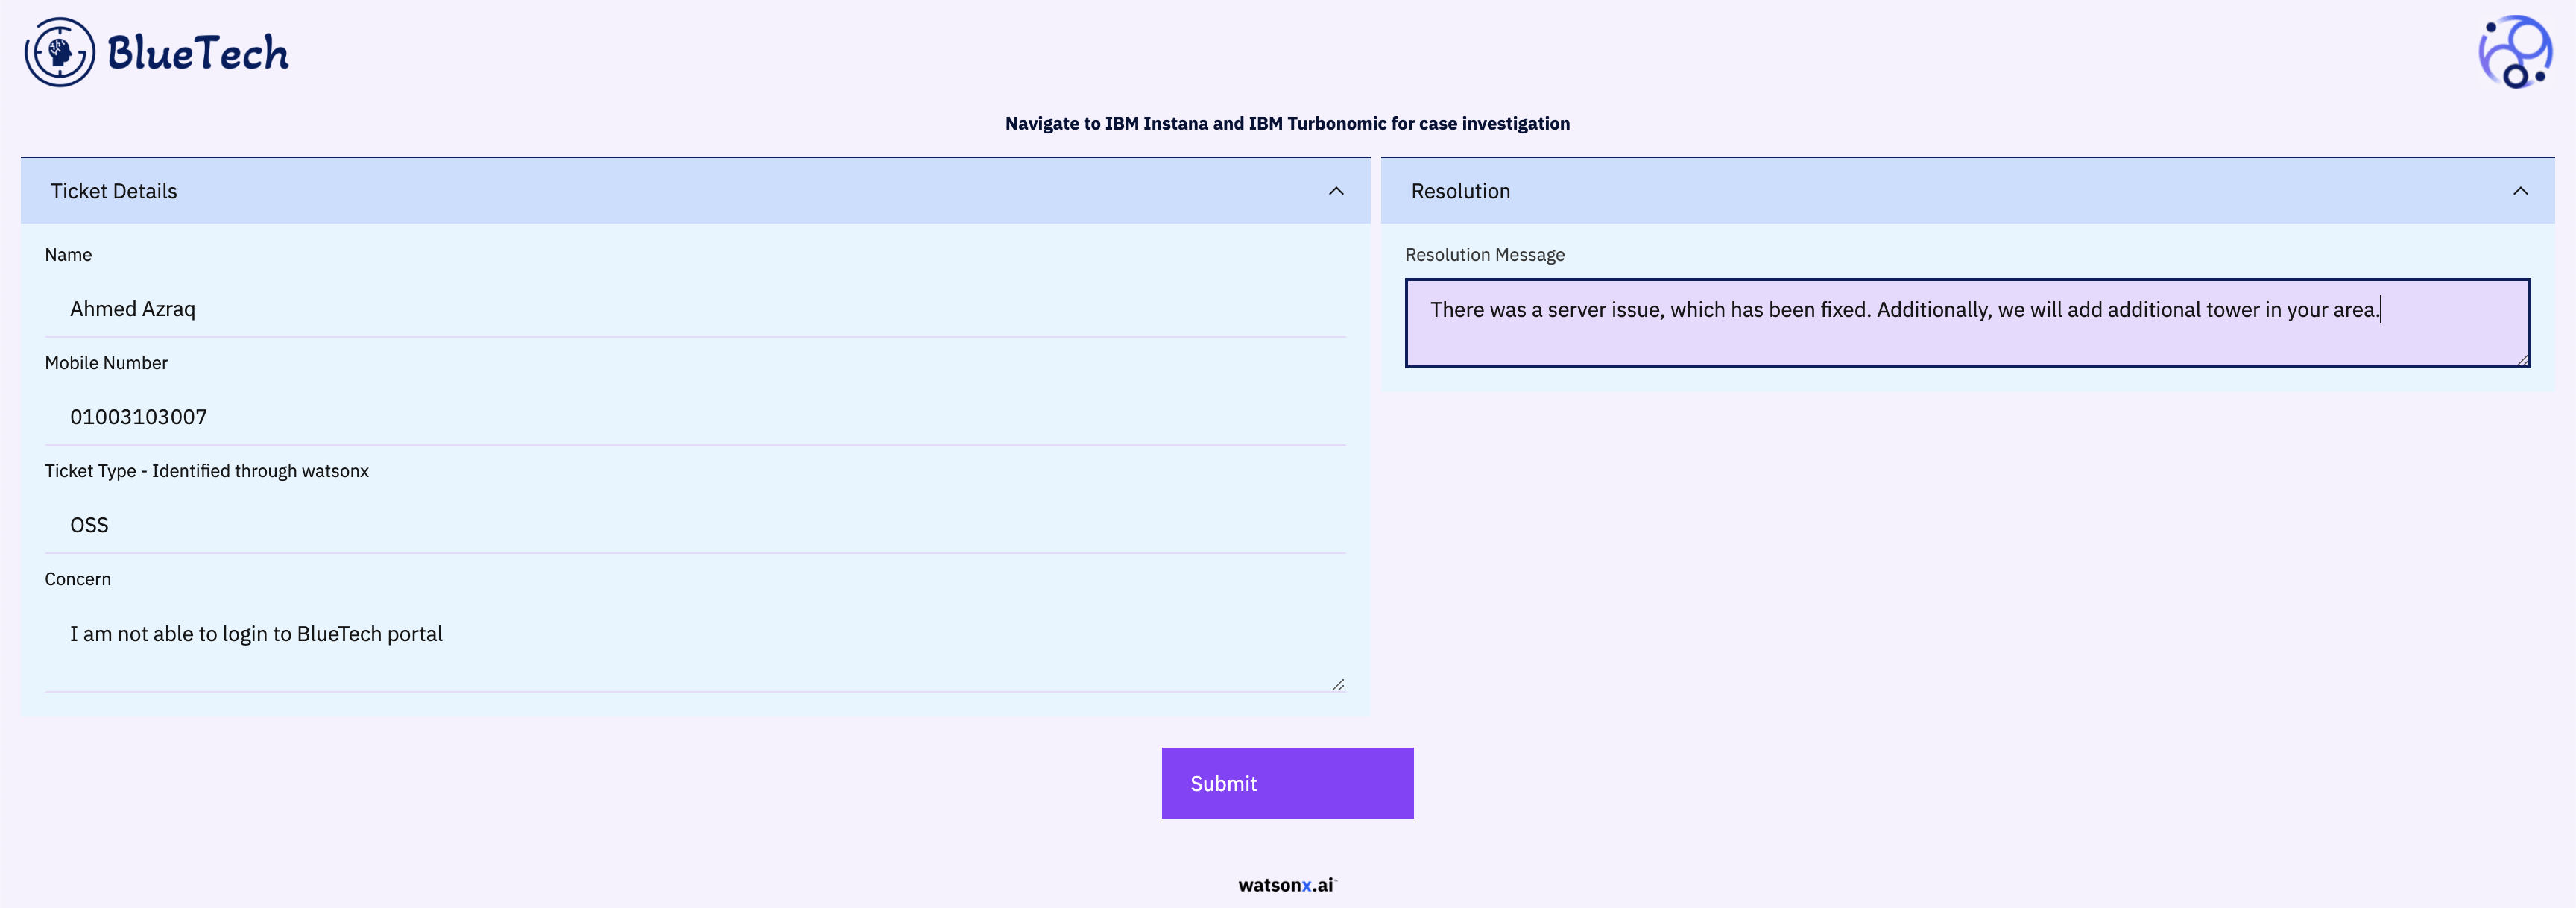 BlueTech
Navigate to IBM Instana and IBM Turbonomic for case investigation
Ticket Details
Name
Ahmed Azraq
Mobile Number
01003103007
Ticket Type - Identified through watsonx
OSS
Concern
I am not able to login to BlueTech portal
Resolution
Resolution Message
There was a server issue, which has been fixed. Additionally, we will add additional tower in your area.
Submit
watsonx.ai™